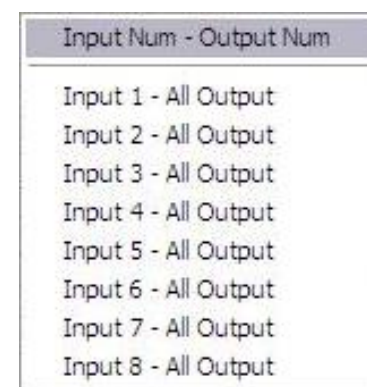 Input Num - Output Num
Input 1 - All Output
Input 2 - All Output
Input 3 - All Output
Input 4 - All Output
Input 5 - All Output
Input 6 - All Output
Input 7 - All Output
Input 8 - All Output